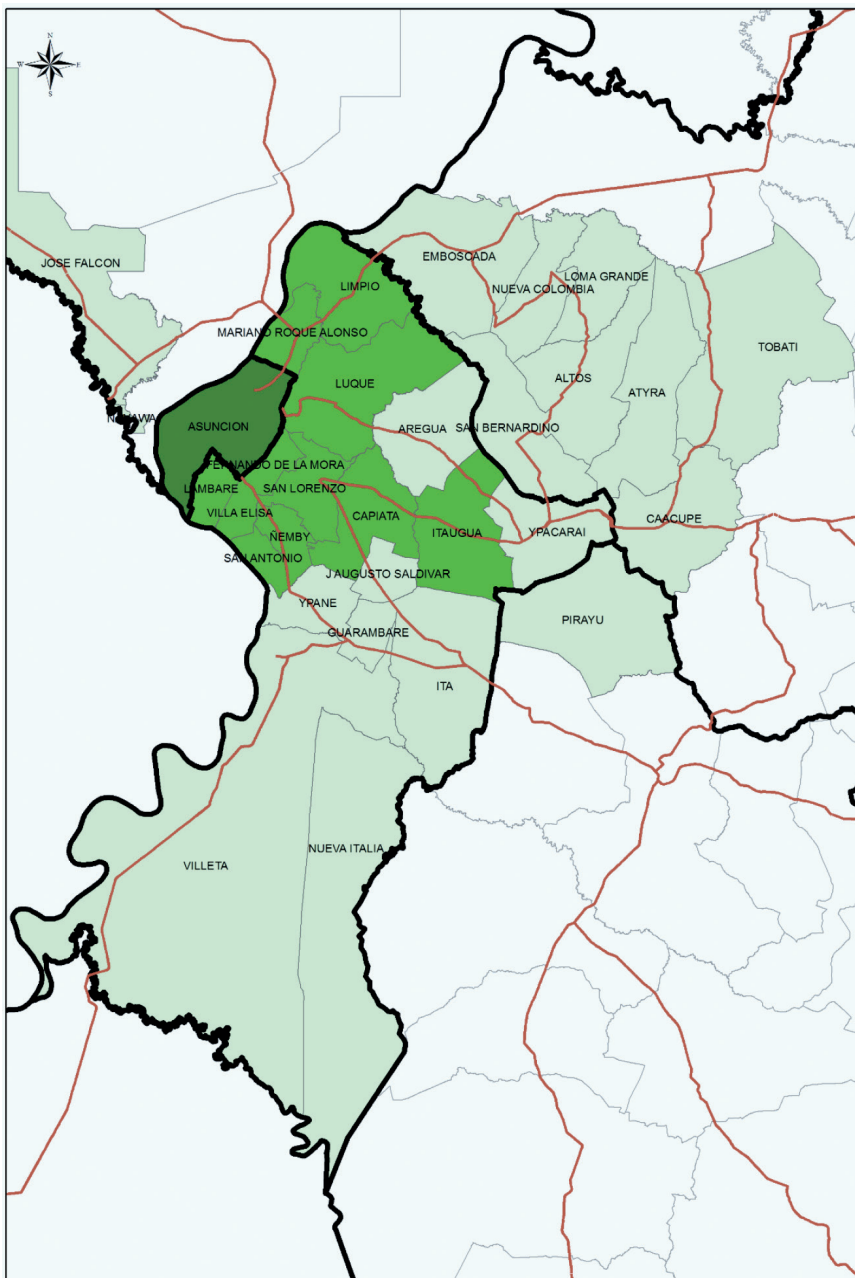 N
W E
S
EMBOSCADA
JOSE FALCON
LOMA GRANDE
LIMPIO
NUEVA COLOMBIA
MARIANO ROQUE ALONSO
TOBATI
LUQUE
ALTOS
ATYRA
ASUNCION
AREGUA
SAN BERNARDINO
FERNANDO DE LA MORA
LAMBARE
SAN LORENZO
VILLA ELISA
CAPIATA
CAACUPE
ITAUGUA
YPACARAI
ÑEMBY
SAN ANTONIO
J AUGUSTO SALDIVAR
YPANE
PIRAYU
GUARAMBARE
ITA
NUEVA ITALIA
VILLETA